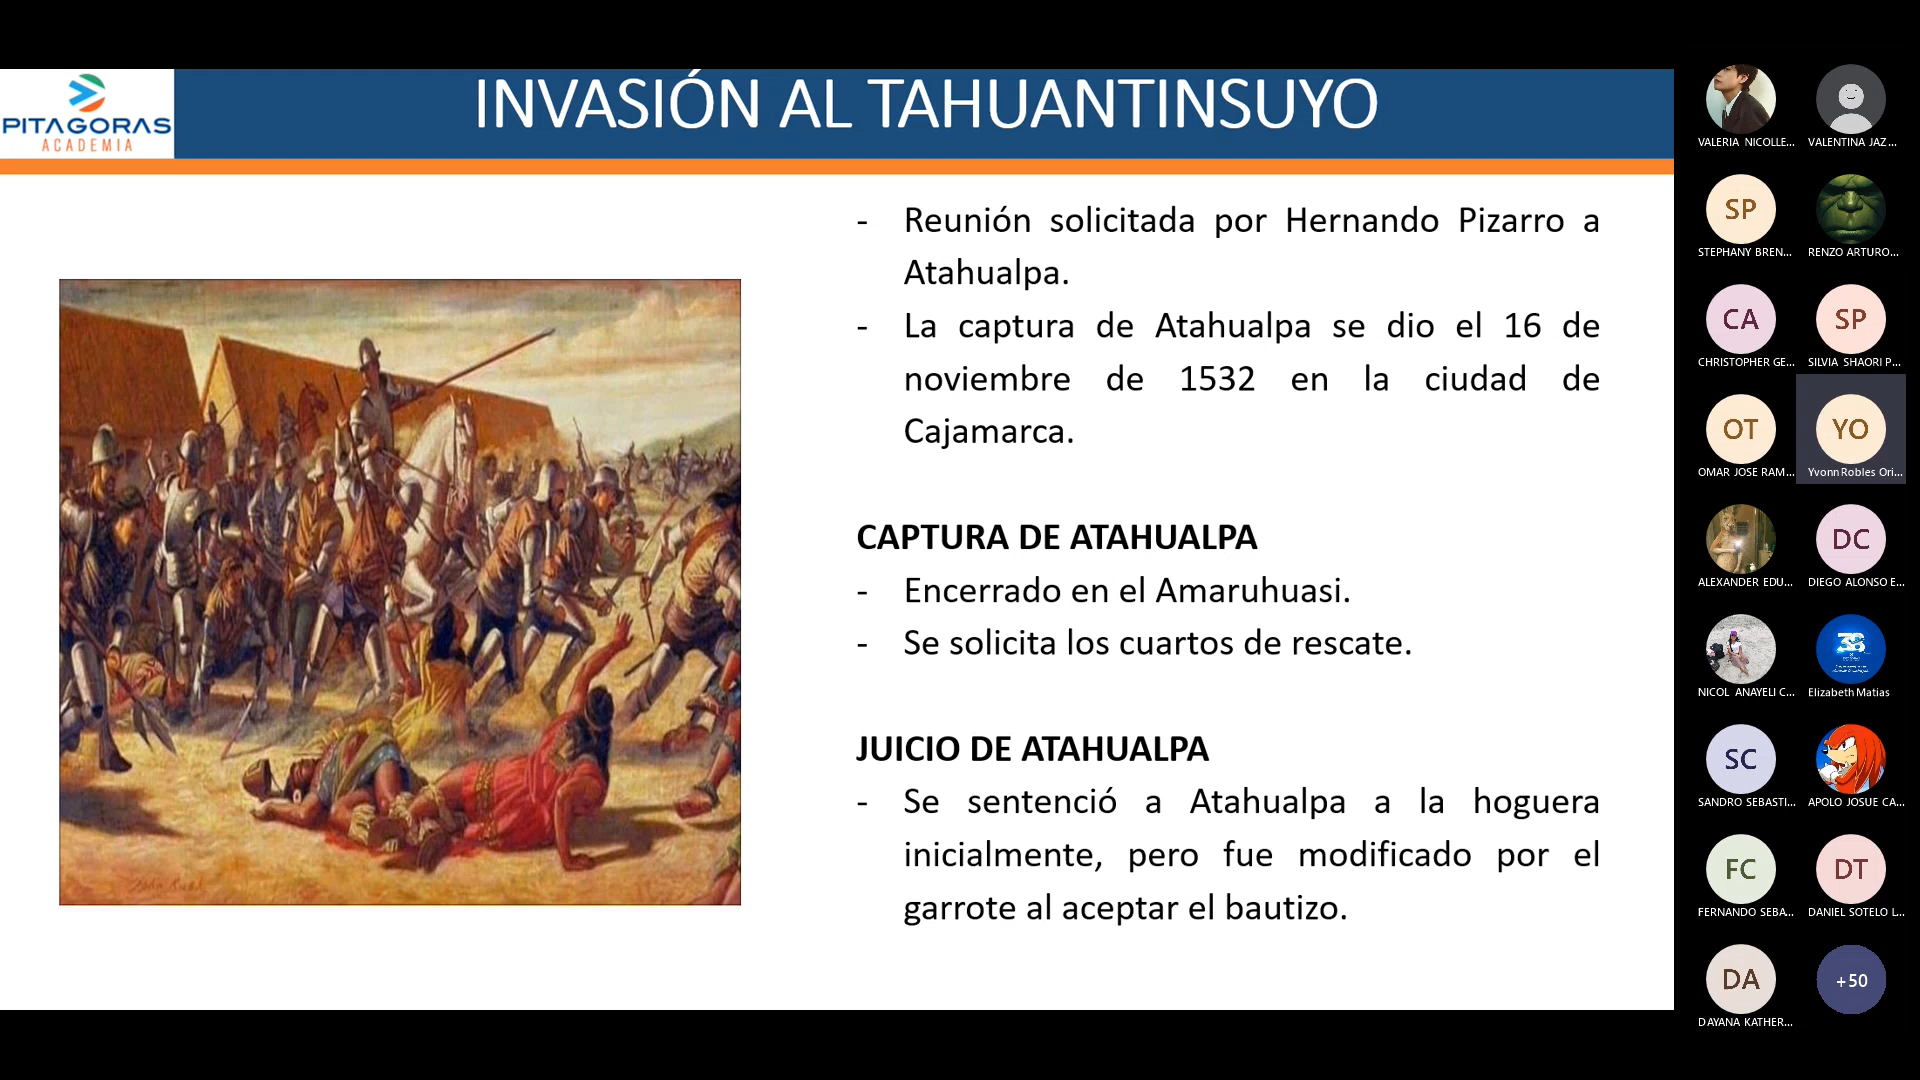 PITAGORAS
ACADEMIA
INVASIÓN AL TAHUANTINSUYO
- Reunión solicitada por Hernando Pizarro a
Atahualpa.
- La captura de Atahualpa se dio el 16 de
noviembre de 1532 en la ciudad de
Cajamarca.
CAPTURA DE ATAHUALPA
- Encerrado en el Amaruhuasi.
- Se solicita los cuartos de rescate.
JUICIO DE ATAHUALPA
- Se sentenció a Atahualpa a la hoguera
inicialmente, pero fue modificado por el
garrote al aceptar el bautizo.
VALERIA NICOLLE...
VALENTINA JAZ...
SP
STEPHANY BREN...
RENZO ARTURO...
CA
CHRISTOPHER GE...
SP
SILVIA SHAORI P...
OT
OMAR JOSE RAM...
YO
Yvonn Robles Ori...
ALEXANDER EDU...
DC
DIEGO ALONSO E...
NICOL ANAYELI C...
38
Elizabeth Matias
SC
SANDRO SEBASTI...
APOLO JOSUE CA...
FC
FERNANDO SEBA...
DT
DANIEL SOTELO L...
DA
DAYANA KATHER...
+50